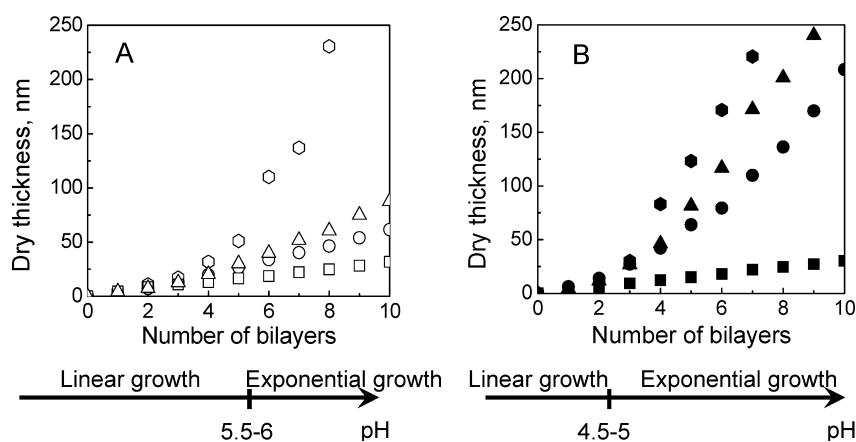 A
Dry thickness, nm
250
200
150
100
50
0
0 2 4 6 8 10
Number of bilayers
Linear growth
Exponential growth
5.5-6
pH
B
Dry thickness, nm
250
200
150
100
50
0
0 2 4 6 8 10
Number of bilayers
Linear growth
Exponential growth
4.5-5
pH